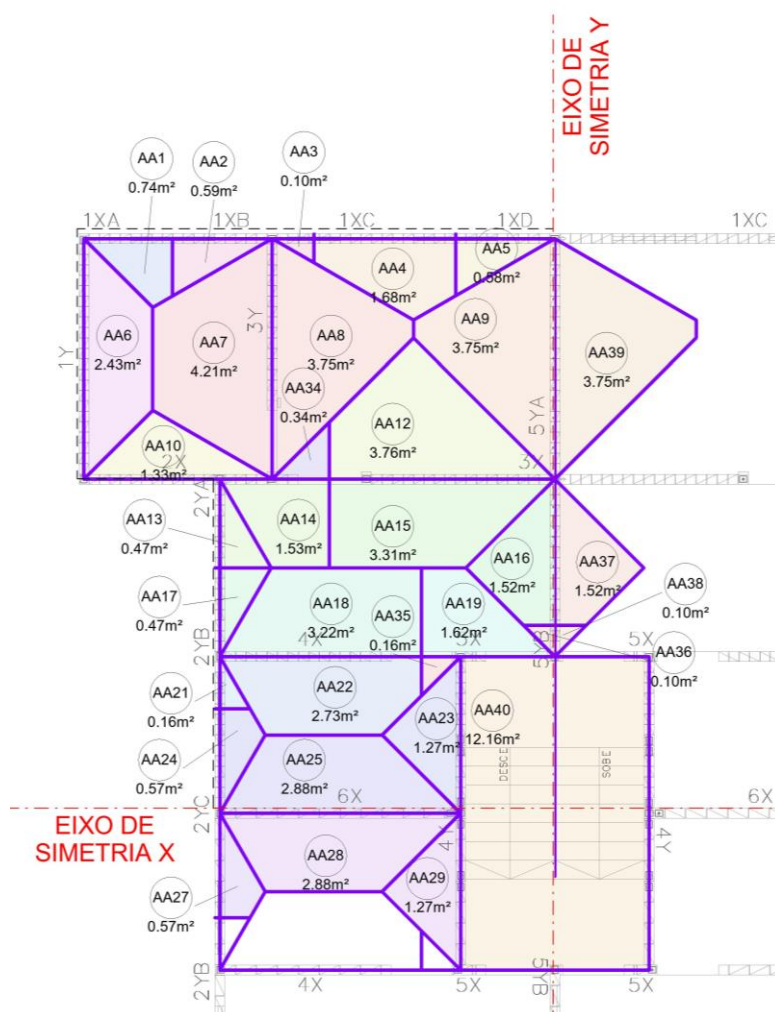 EIXO DE
SIMETRIA Y
AA1
0.74m²
AA2
0.59m²
AA3
0.10m²
1XA
1XB
1XC
1XD
1XC
AA4
1.68m²
AA5
0.58m²
1Y
AA6
2.43m²
AA7
4.21m²
3Y
AA8
3.75m²
AA9
3.75m²
AA39
3.75m²
AA34
0.34m²
AA12
3.76m²
5YA
AA10
1.33m²
2X
3X
2YA
AA13
0.47m²
AA14
1.53m²
AA15
3.31m²
AA16
1.52m²
AA37
1.52m²
AA38
0.10m²
AA17
0.47m²
AA18
3.22m²
AA35
0.16m²
AA19
1.62m²
2YB
4X
5YB
5X
AA36
0.10m²
2YB
AA21
0.16m²
AA22
2.73m²
AA23
1.27m²
AA40
12.16m²
AA24
0.57m²
AA25
2.88m²
DESCE
SOBE
EIXO DE
SIMETRIA X
2YC
6X
6X
4Y
4Y
AA28
2.88m²
AA29
1.27m²
AA27
0.57m²
2YB
4X
5X
5YB
5X